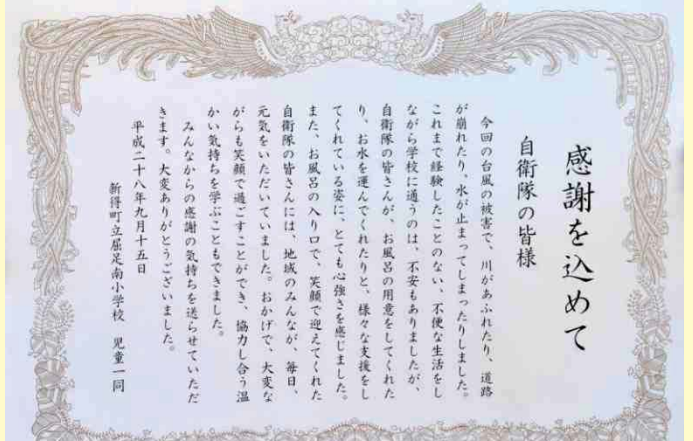 感謝を込めて
自衛隊の皆様
今回の台風の被害で、川があふれたり、道路
が崩れたり、水が止まってしまったりしました。
これまで経験したことのない、不便な生活をし
ながら学校に通うのは、不安もありましたが、
自衛隊の皆さんが、お風呂の用意をしてくれた
り、お水を運んでくれたりと、様々な支援をし
てくれている姿に、とても心強さを感じました。
また、お風呂の入り口で、笑顔で迎えてくれた
自衛隊の皆さんには、地域のみんなが、毎日、
元気をいただいていました。おかげで、大変な
がらも笑顔で過ごすことができ、協力し合う温
かい気持ちを学ぶこともできました。
みんなからの感謝の気持ちを送らせていただ
きます。大変ありがとうございました。
平成二十八年九月十五日
新得町立屈足南小学校 児童一同